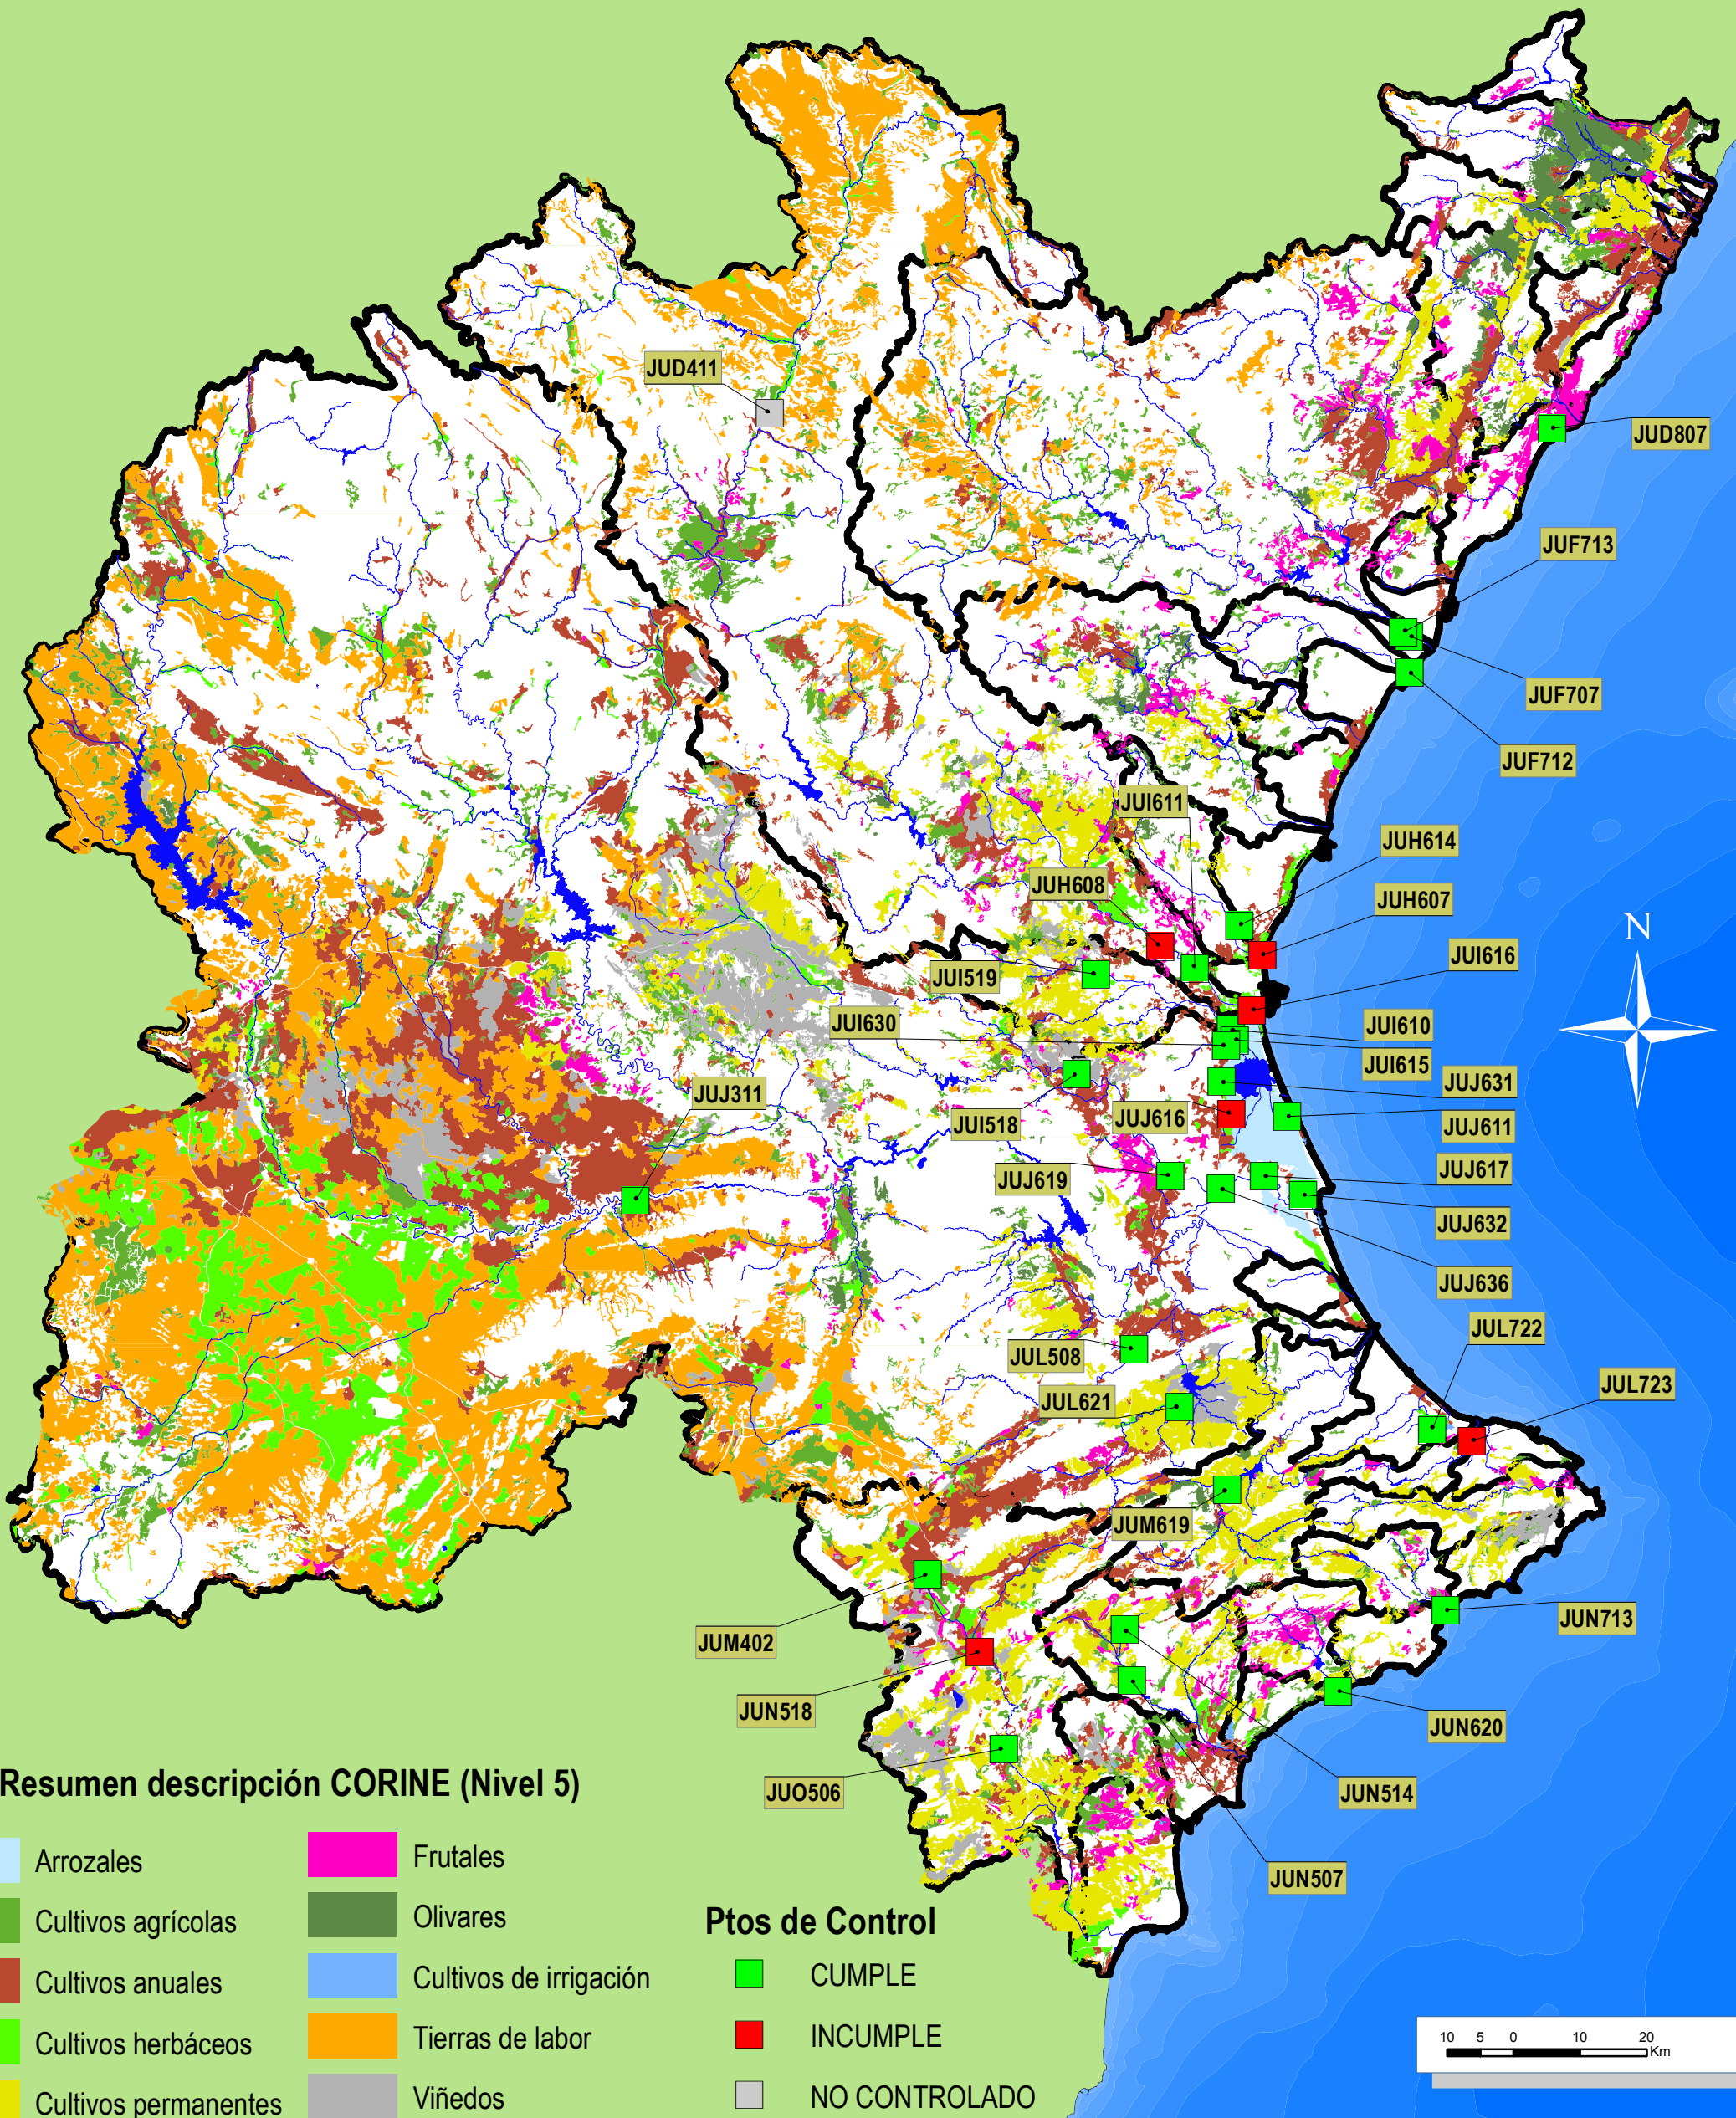 JUD411
JUD807
JUF713
JUF707
JUF712
JUI611
JUH614
JUH608
JUH607
JUI616
JUI519
JUI630
JUI610
JUI615
JUJ631
JUJ311
JUI518
JUJ616
JUJ611
JUJ617
JUJ619
JUJ632
JUJ636
JUL722
JUL508
JUL621
JUL723
JUM619
JUM402
JUN713
JUN518
JUN620
JUO506
JUN514
JUN507
N
Resumen descripción CORINE (Nivel 5)
Arrozales
Cultivos agrícolas
Cultivos anuales
Cultivos herbáceos
Cultivos permanentes
Frutales
Olivares
Cultivos de irrigación
Tierras de labor
Viñedos
Ptos de Control
CUMPLE
INCUMPLE
NO CONTROLADO
10 5 0 10 20
Km